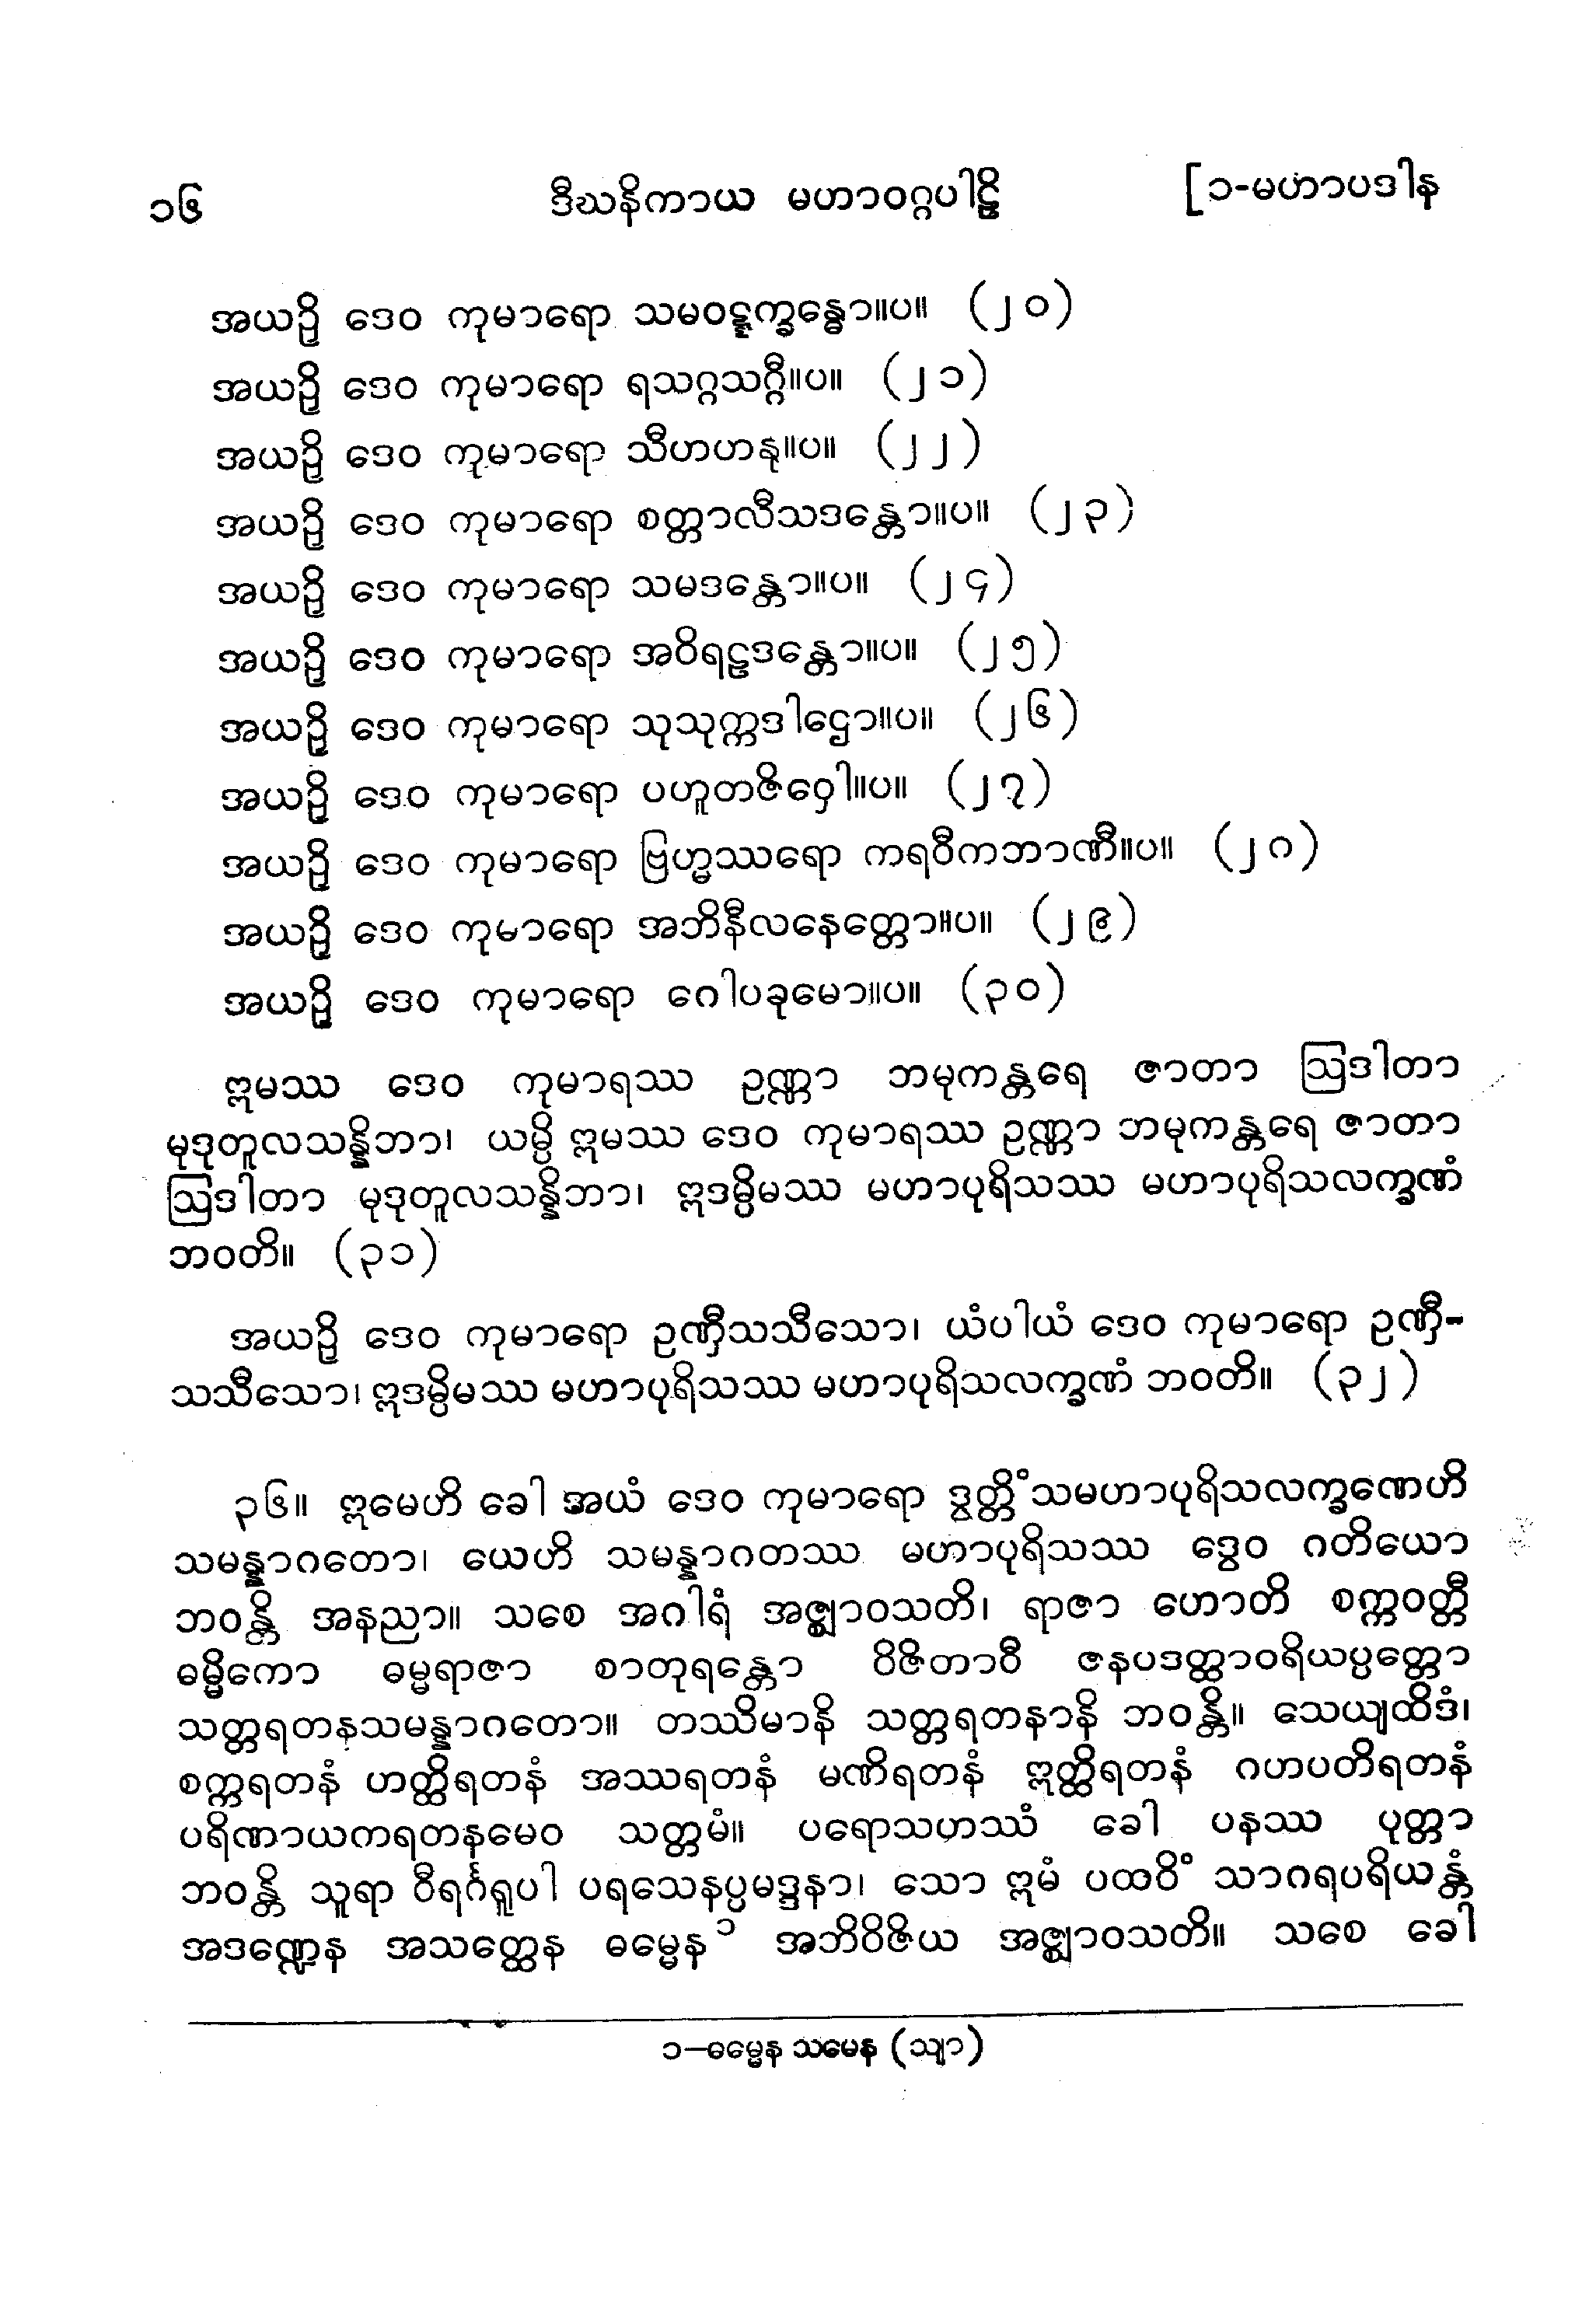 ၁၆ ဒီဃနိကာယ မဟာဝဂ္ဂပါဠိ [၁-မဟာပဒါန
အယဉှိ ဒေဝ ကုမာရော သမဝဋ္ဋက္ခန္ဓော။ပ။ (၂၀)
အယဉှိ ဒေဝ ကုမာရော ရသဂ္ဂသဂ္ဂီ။ပ။ (၂၁)
အယဉှိ ဒေဝ ကုမာရော သီဟဟနု။ပ။ (၂၂)
အယဉှိ ဒေဝ ကုမာရော စတ္တာလီသဒန္တော။ပ။ (၂၃)
အယဉှိ ဒေဝ ကုမာရော သမဒန္တော။ပ။ (၂၄)
အယဉှိ ဒေဝ ကုမာရော အဝိရဠဒန္တော။ပ။ (၂၅)
အယဉှိ ဒေဝ ကုမာရော သုသုက္ကဒါဌော။ပ။ (၂၆)
အယဉှိ ဒေဝ ကုမာရော ပဟူတဇိဝှေါ။ပ။ (၂၇)
အယဉှိ ဒေဝ ကုမာရော ဗြဟ္မဿရော ကရဝီကဘာဏီ။ပ။ (၂၈)
အယဉှိ ဒေဝ ကုမာရော အဘိနီလနေတ္တော။ပ။ (၂၉)
အယဉှိ ဒေဝ ကုမာရော ဂေါပခုမော။ပ။ (၃၀)
ဣမဿ ဒေဝ ကုမာရဿ ဥဏ္ဏာ ဘမုကန္တရေ ဇာတာ ဩဒါတာ
မုဒုတူလသန္နိဘာ၊ ယမ္ပိ ဣမဿ ဒေဝ ကုမာရဿ ဥဏ္ဏာ ဘမုကန္တရေ ဇာတာ
ဩဒါတာ မုဒုတူလသန္နိဘာ၊ ဣဒမ္ပိမဿ မဟာပုရိသဿ မဟာပုရိသလက္ခဏံ
ဘဝတိ။ (၃၁)
အယဉှိ ဒေဝ ကုမာရော ဥဏှီသသီသော၊ ယံပါယံ ဒေဝ ကုမာရော ဥဏှီ-
သသီသော၊ ဣဒမ္ပိမဿ မဟာပုရိသဿ မဟာပုရိသလက္ခဏံ ဘဝတိ။ (၃၂)
၃၆။ ဣမေဟိ ခေါ အယံ ဒေဝ ကုမာရော ဒွတ္တိံသမဟာပုရိသလက္ခဏေဟိ
သမန္နာဂတော၊ ယေဟိ သမန္နာဂတဿ မဟာပုရိသဿ ဒွေဝ ဂတိယော
ဘဝန္တိ အနညာ။ သစေ အဂါရံ အဇ္ဈာဝသတိ၊ ရာဇာ ဟောတိ စက္ကဝတ္တီ
ဓမ္မိကော ဓမ္မရာဇာ စာတုရန္တော ဝိဇိတာဝီ ဇနပဒတ္ထာဝရိယပ္ပတ္တော
သတ္တရတနသမန္နာဂတော။ တဿိမာနိ သတ္တရတနာနိ ဘဝန္တိ။ သေယျထိဒံ၊
စက္ကရတနံ ဟတ္ထိရတနံ အဿရတနံ မဏိရတနံ ဣတ္ထိရတနံ ဂဟပတိရတနံ
ပရိဏာယကရတနမေဝ သတ္တမံ။ ပရောသဟဿံ ခေါ ပနဿ ပုတ္တာ
ဘဝန္တိ သူရာ ဝီရင်္ဂရူပါ ပရသေနပ္ပမဒ္ဒနာ၊ သော ဣမံ ပထဝိံ သာဂရပရိယန္တံ
အဒဏ္ဍေန အသတ္ထေန ဓမ္မေန ၁ အဘိဝိဇိယ အဇ္ဈာဝသတိ။ သစေ ခေါ
၁-ဓမ္မေန သမေန (သျာ)